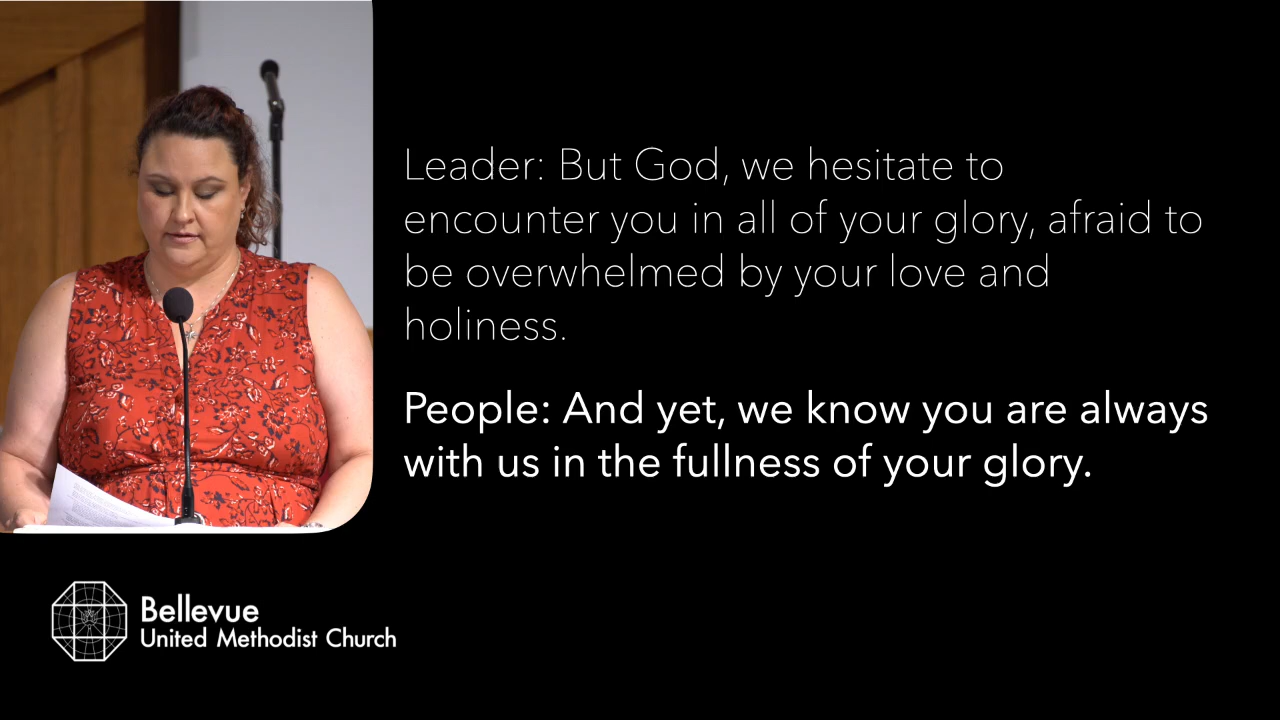 Leader: But God, we hesitate to
encounter you in all of your glory, afraid to
be overwhelmed by your love and
holiness.
People: And yet, we know you are always
with us in the fullness of your glory.
Bellevue
United Methodist Church